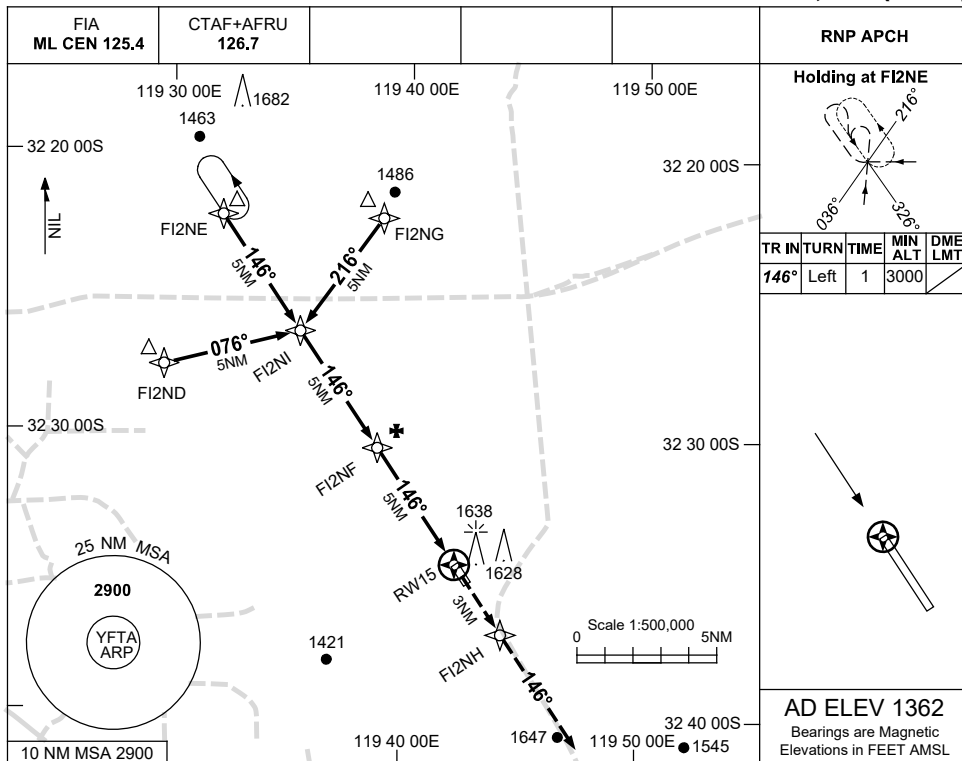 FIA
ML CEN 125.4
CTAF+AFRU
126.7
RNP APCH
119 30 00E
119 40 00E
119 50 00E
1682
1463
32 20 00S
32 20 00S
1486
NIL
FI2NE
FI2NG
146°
5NM
216°
5NM
076°
5NM
FI2NI
FI2ND
146°
5NM
32 30 00S
32 30 00S
FI2NF
146°
5NM
1638
1628
RW15
3NM
25 NM MSA
2900
YFTA
ARP
1421
FI2NH
Scale 1:500,000
0
5NM
146°
32 40 00S
1647
1545
119 40 00E
119 50 00E
10 NM MSA 2900
Holding at FI2NE
216°
036°
326°
TR IN TURN TIME MIN ALT DME LMT
146° Left 1 3000
AD ELEV 1362
Bearings are Magnetic
Elevations in FEET AMSL